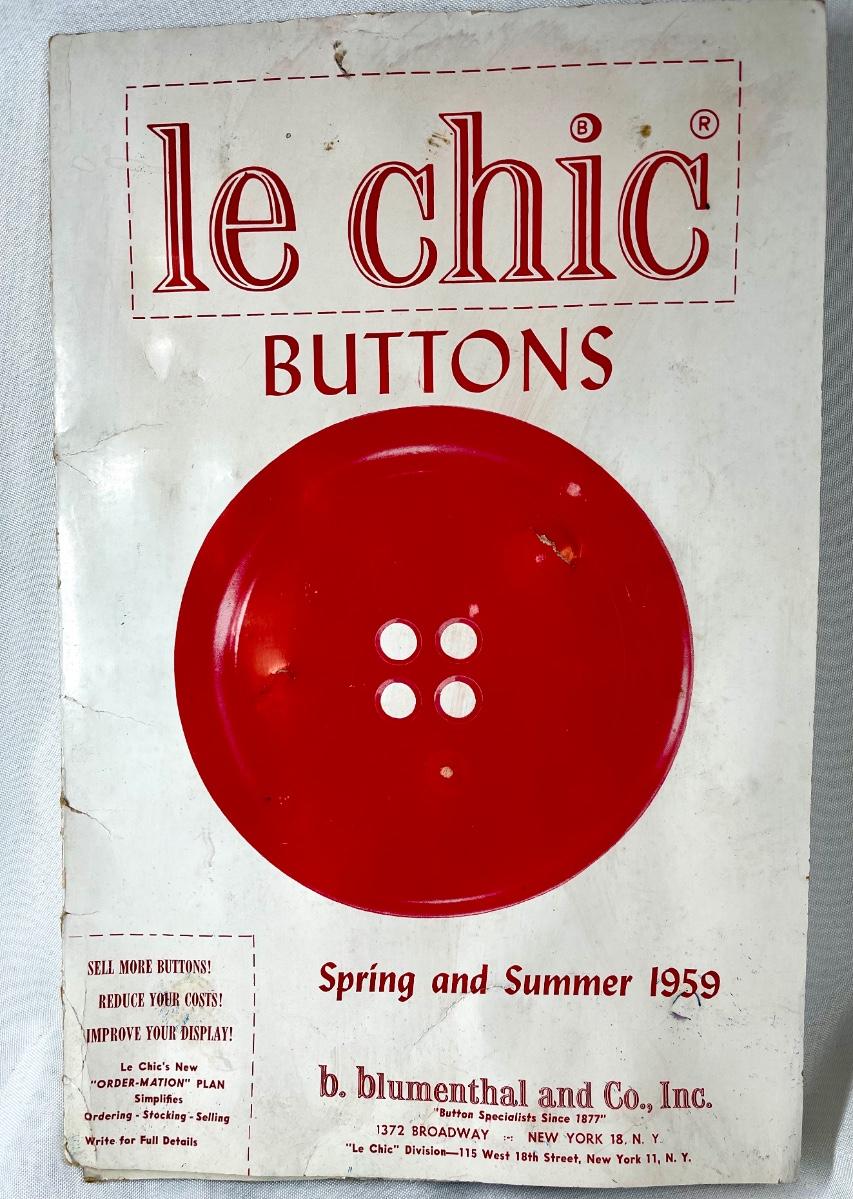 le chic
B
®
BUTTONS
SELL MORE BUTTONS!
REDUCE YOUR COSTS!
IMPROVE YOUR DISPLAY!
Le Chic's New
"ORDER-MATION" PLAN
Simplifies
Ordering - Stocking - Selling
Write for Full Details
Spring and Summer 1959
b. blumenthal and Co., Inc.
"Button Specialists Since 1877"
1372 BROADWAY -:- NEW YORK 18, N. Y.
"Le Chic" Division—115 West 18th Street, New York 11, N. Y.